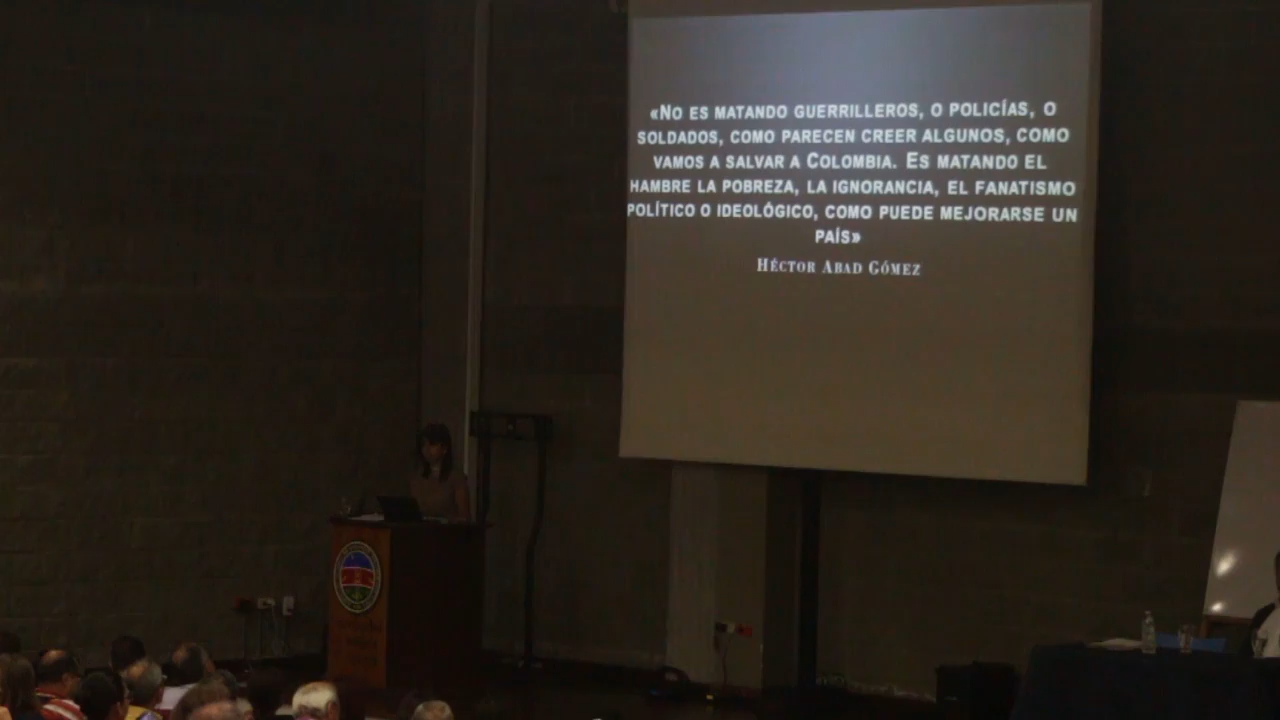 «NO ES MATANDO GUERRILLEROS, O POLICÍAS, O
SOLDADOS, COMO PARECEN CREER ALGUNOS, COMO
VAMOS A SALVAR A COLOMBIA. ES MATANDO EL
HAMBRE LA POBREZA, LA IGNORANCIA, EL FANATISMO
POLÍTICO O IDEOLÓGICO, COMO PUEDE MEJORARSE UN
PAÍS»
HÉCTOR ABAD GÓMEZ